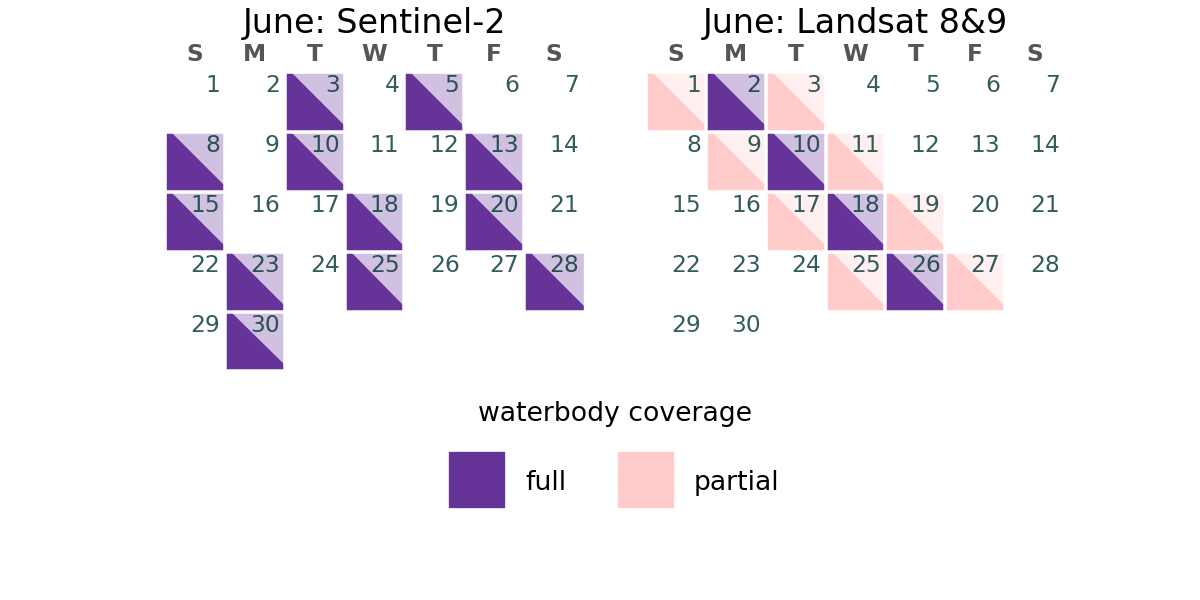 June: Sentinel-2
S M T W T F S
1 2 3 4 5 6 7
8 9 10 11 12 13 14
15 16 17 18 19 20 21
22 23 24 25 26 27 28
29 30
June: Landsat 8&9
S M T W T F S
1 2 3 4 5 6 7
8 9 10 11 12 13 14
15 16 17 18 19 20 21
22 23 24 25 26 27 28
29 30
waterbody coverage
full partial